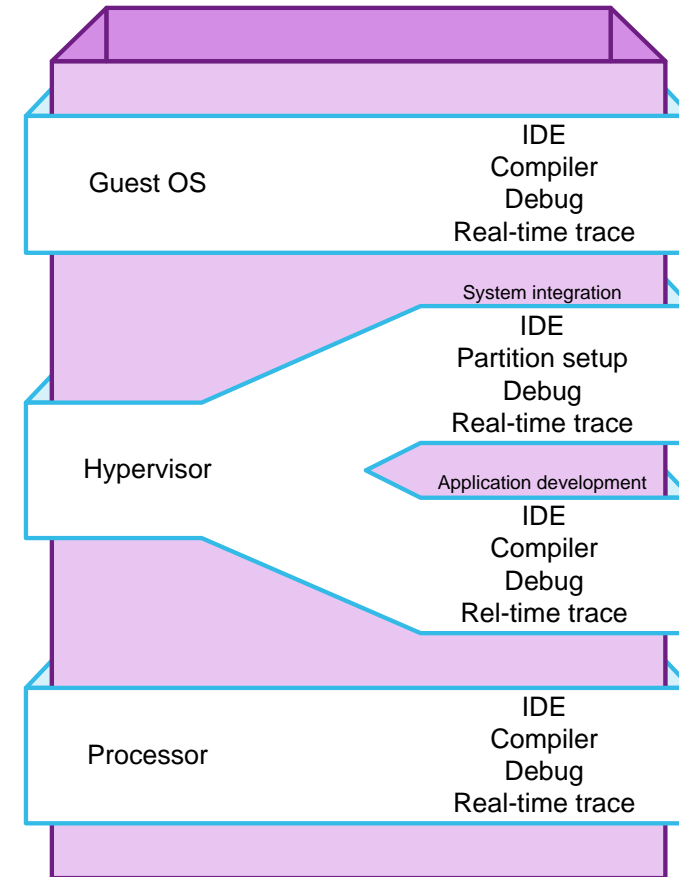 Guest OS
IDE
Compiler
Debug
Real-time trace
System integration
IDE
Partition setup
Debug
Real-time trace
Hypervisor
Application development
IDE
Compiler
Debug
Rel-time trace
Processor
IDE
Compiler
Debug
Real-time trace